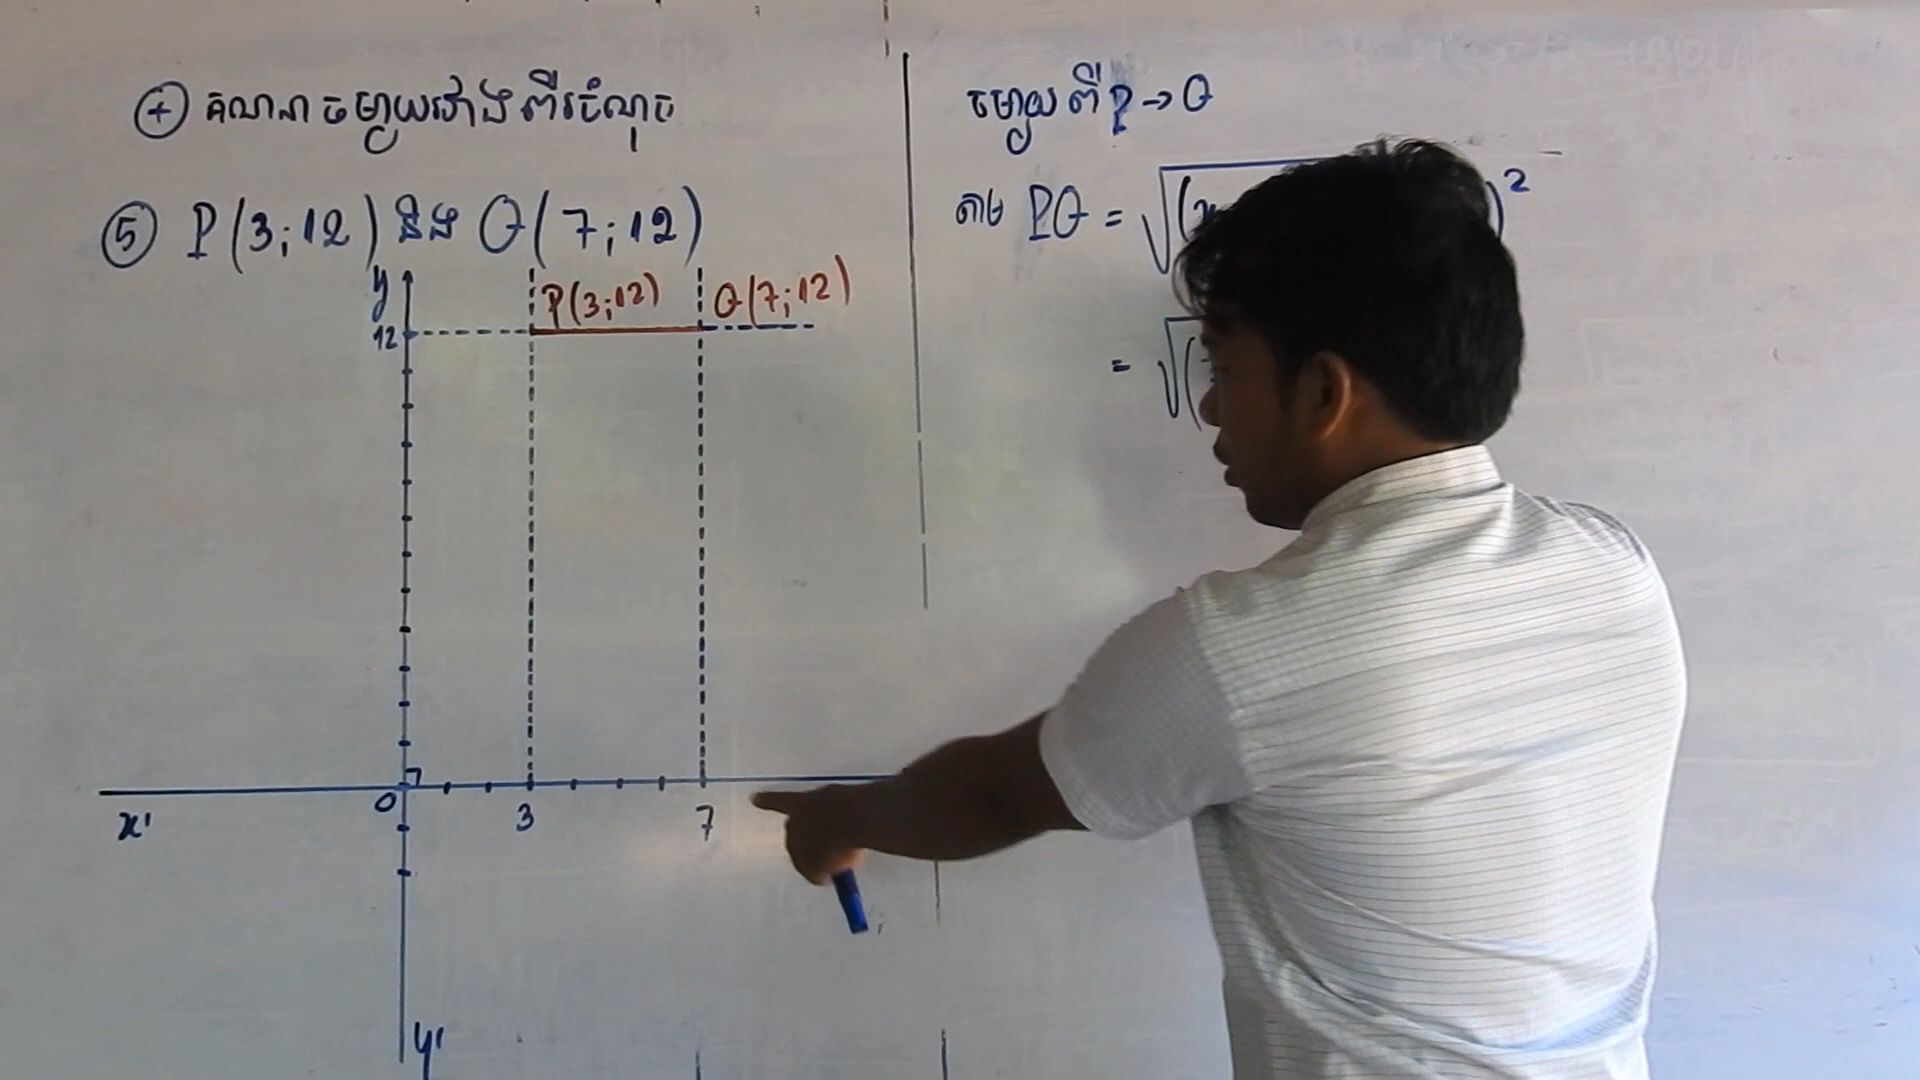 + គណនាចម្ងាយរវាងពីរចំណុច
⑤ P(3;12) និង Q(7;12)
y
P(3;12) Q(7;12)
12
0 3 7
x'
y'
ចម្ងាយពី P → Q
តាម PQ = √(x )²
= √(